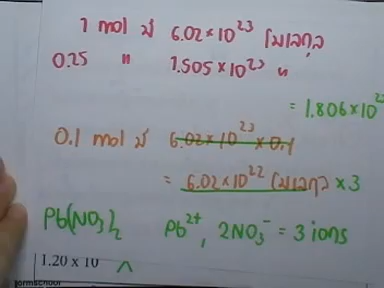 1 mol มี 6.02×10²³ โมเลกุล
0.25 " 1.505×10²³ "
= 1.806×10²
0.1 mol มี 6.02×10²³ × 0.1
= 6.02×10²² โมเลกุล ×3
Pb(NO₃)₂ Pb²⁺, 2NO₃⁻ = 3 ions
1.20 x 10